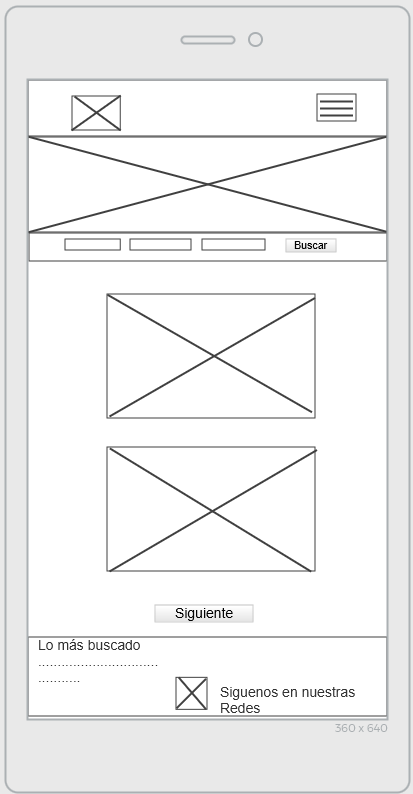 Buscar
Siguiente
Lo más buscado
...............................
...........
Siguenos en nuestras
Redes
360 x 640